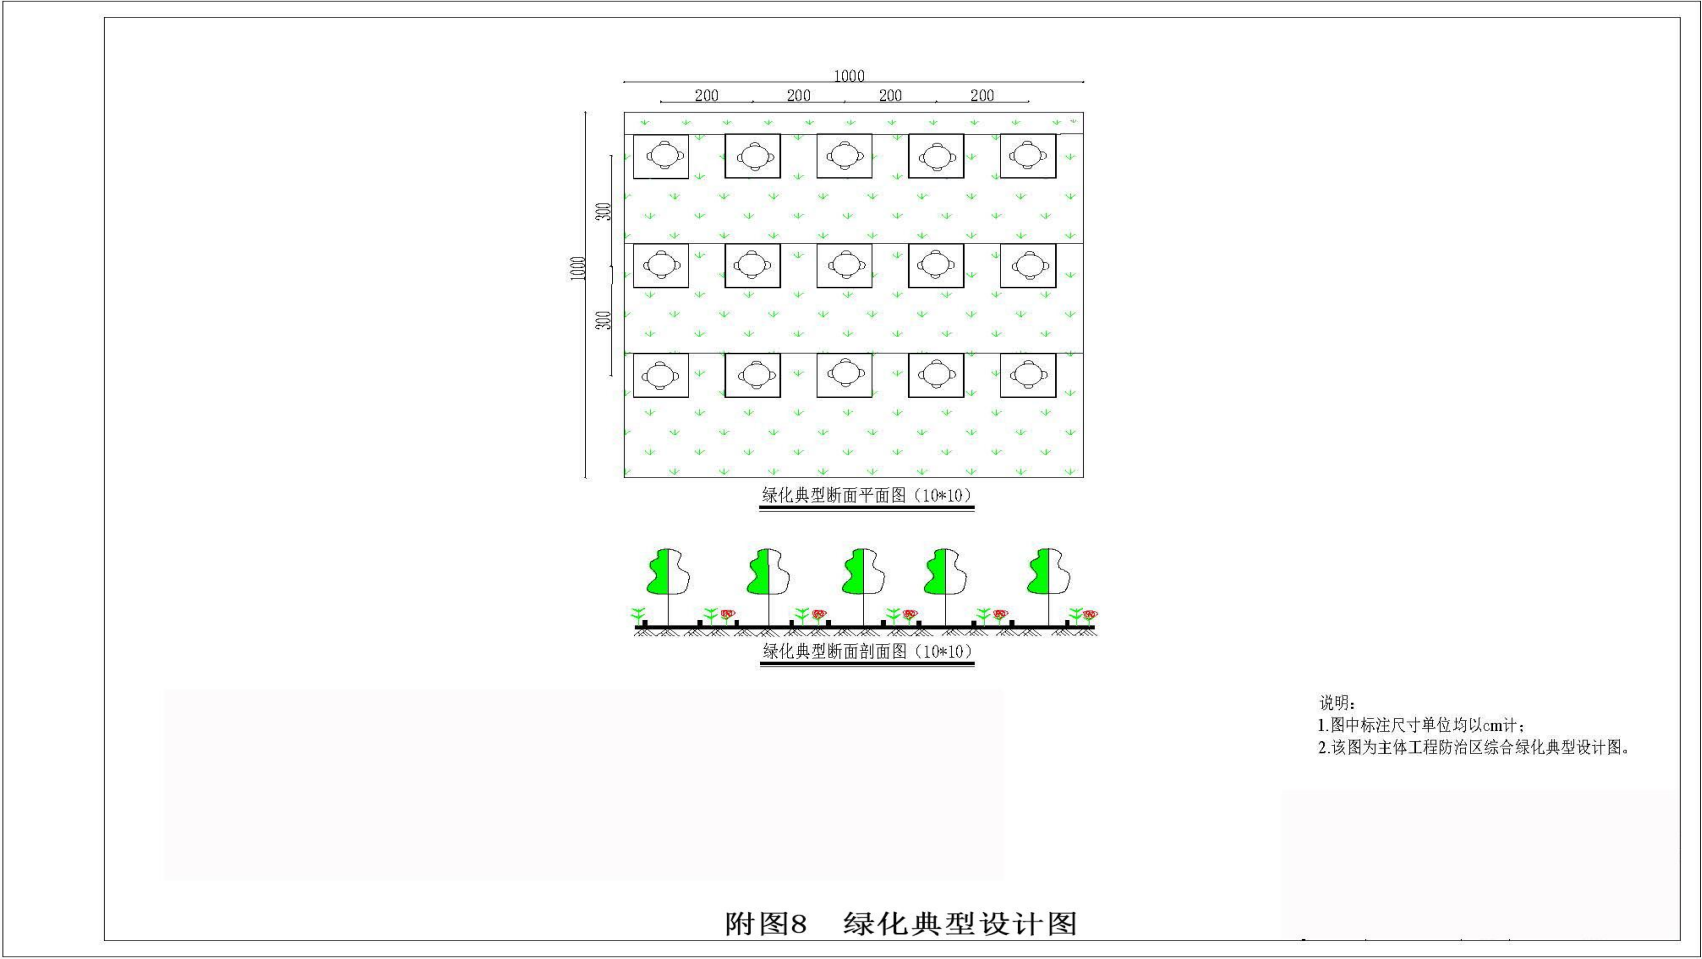 1000
200 200 200 200
300
1000
300
绿化典型断面平面图（10*10）
绿化典型断面剖面图（10*10）
说明：
1.图中标注尺寸单位均以cm计；
2.该图为主体工程防治区综合绿化典型设计图。
附图8 绿化典型设计图